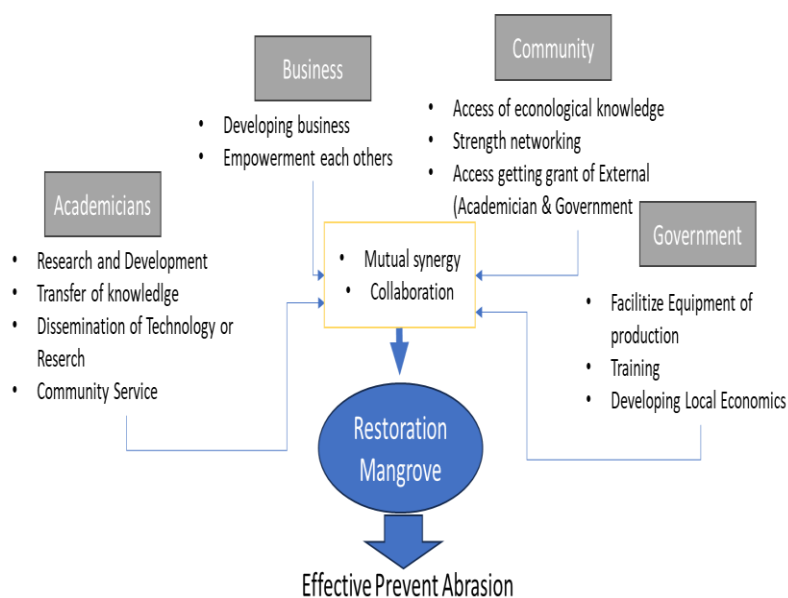 Business
• Developing business
• Empowerment each others
Community
• Access of econological knowledge
• Strength networking
• Access getting grant of External
(Academician & Government
Academicians
• Research and Development
• Transfer of knowledlge
• Dissemination of Technology or
Reserch
• Community Service
Government
• Facilitize Equipment of
production
• Training
• Developing Local Economics
• Mutual synergy
• Collaboration
Restoration
Mangrove
Effective Prevent Abrasion